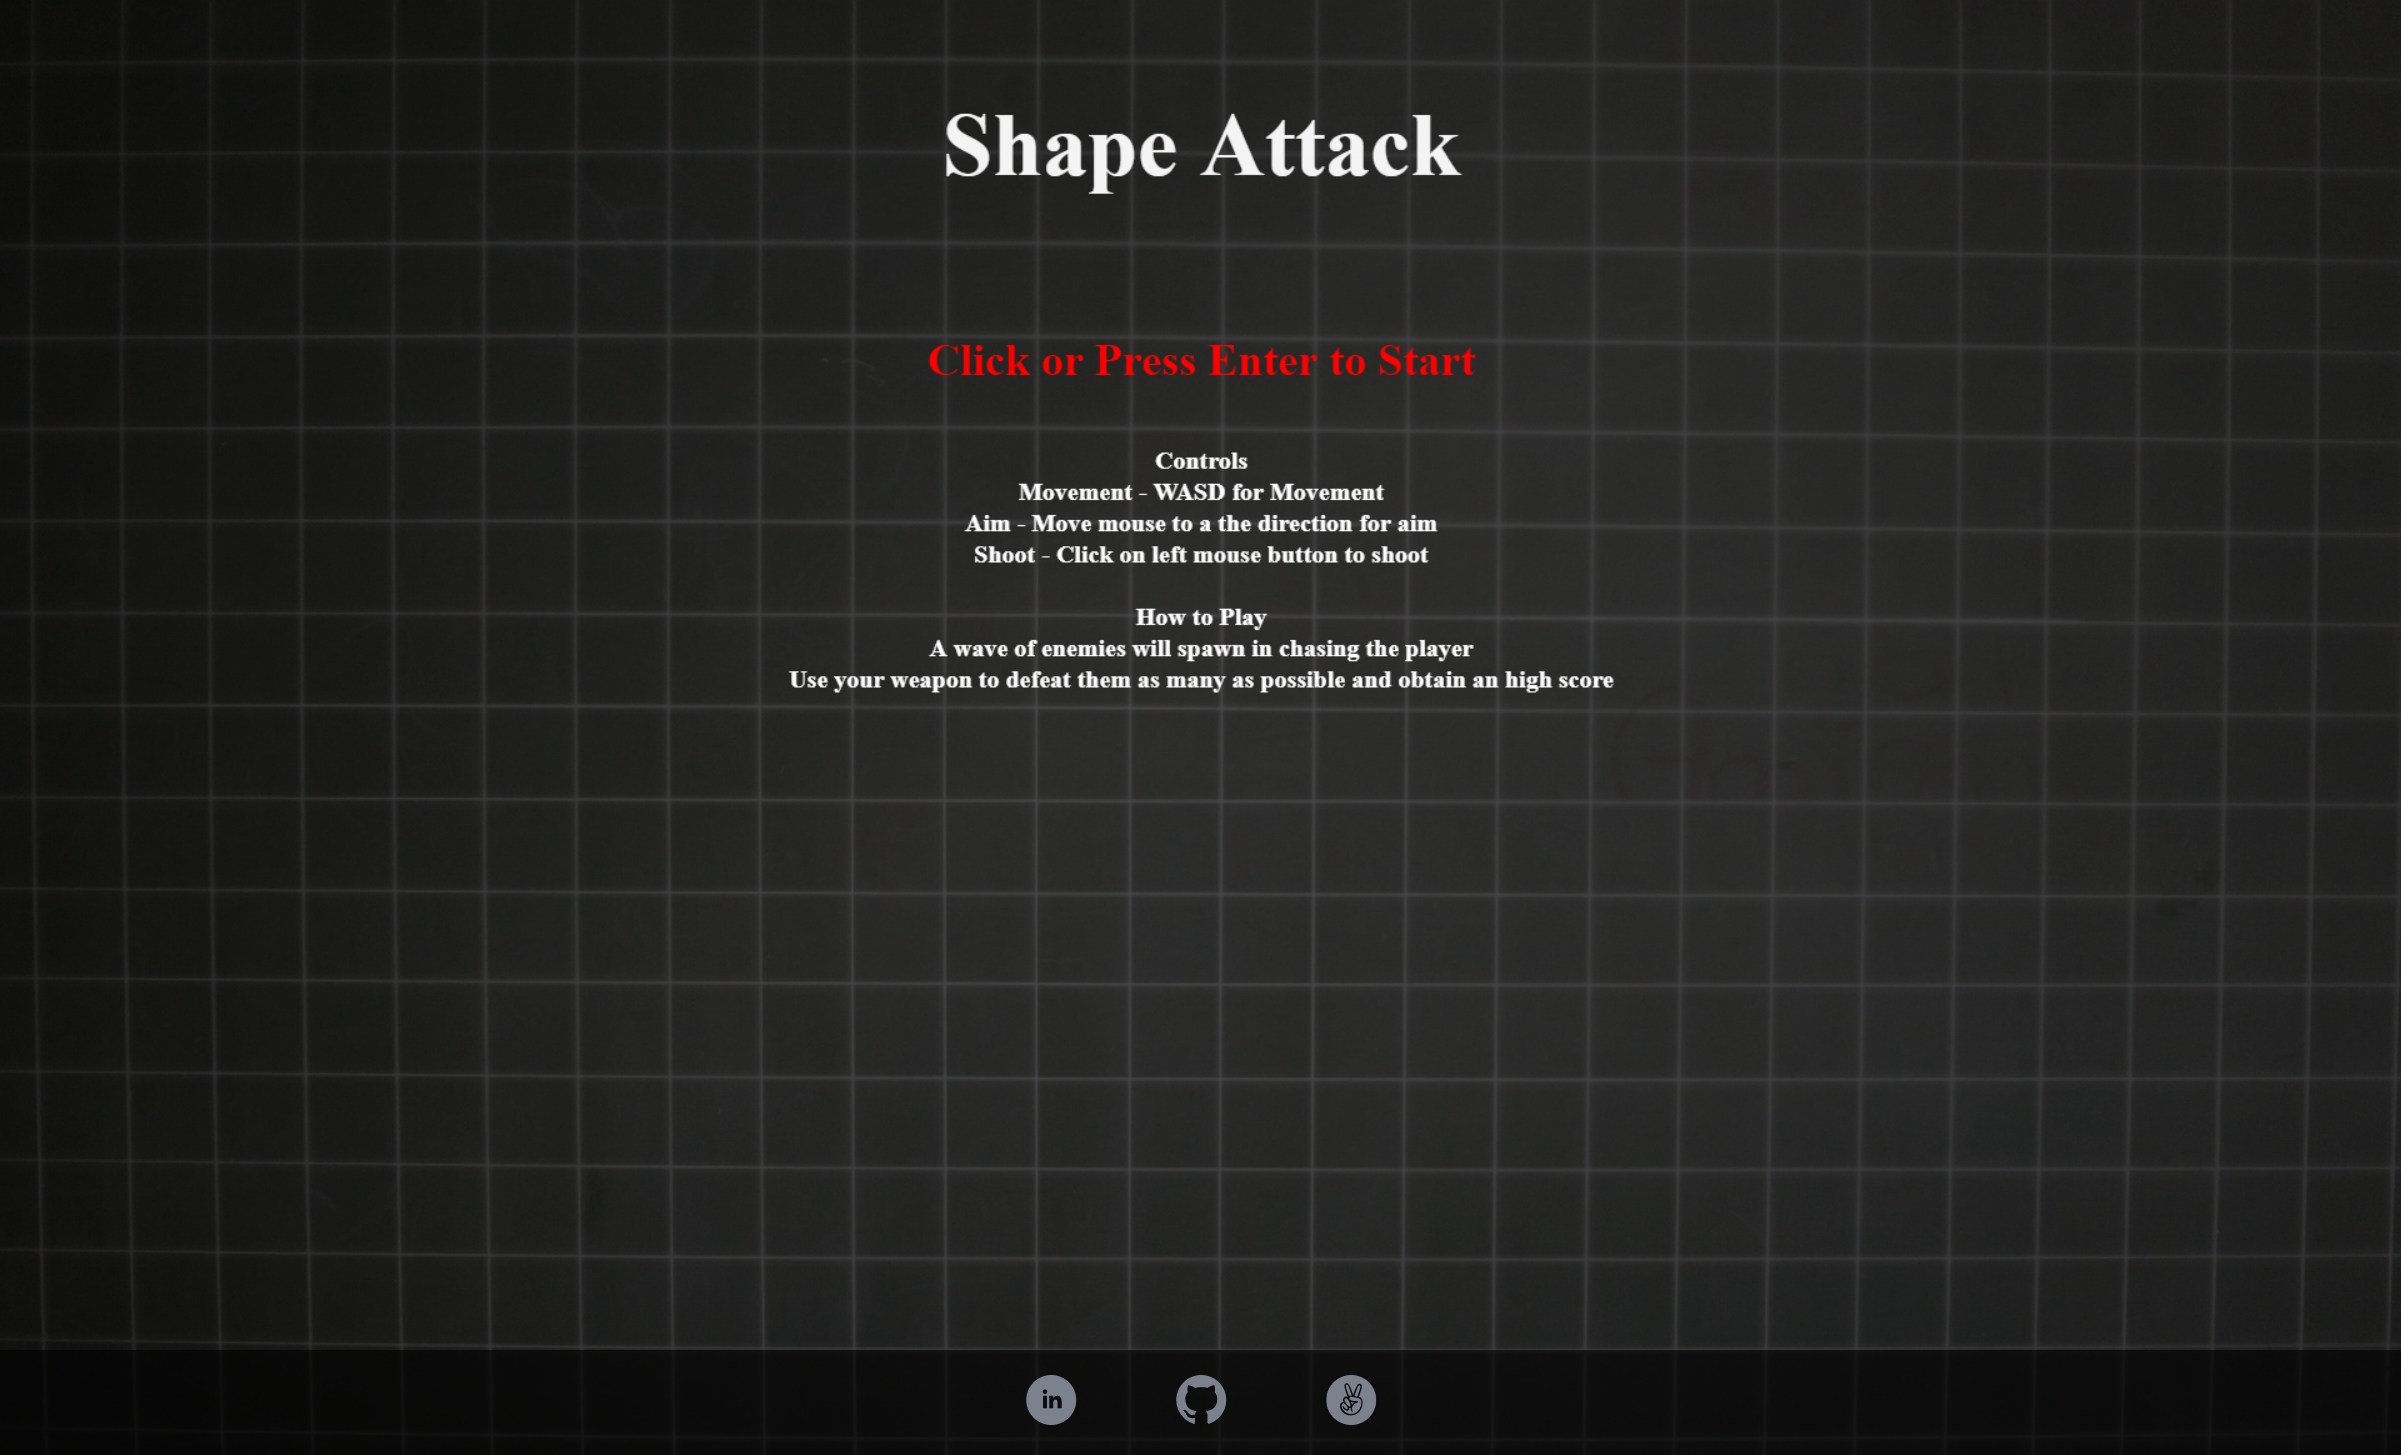 Shape Attack
Click or Press Enter to Start
Controls
Movement - WASD for Movement
Aim - Move mouse to a the direction for aim
Shoot - Click on left mouse button to shoot
How to Play
A wave of enemies will spawn in chasing the player
Use your weapon to defeat them as many as possible and obtain an high score
in